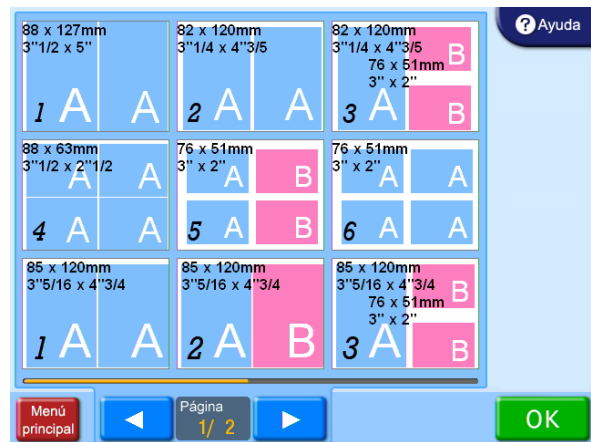 88 x 127mm
3"1/2 x 5"
1 A A
82 x 120mm
3"1/4 x 4"3/5
2 A A
82 x 120mm
3"1/4 x 4"3/5
76 x 51mm
3" x 2"
B
3 A B
88 x 63mm
3"1/2 x 2"1/2
A A
4 A A
76 x 51mm
3" x 2"
A B
5 A B
76 x 51mm
3" x 2"
A A
6 A A
85 x 120mm
3"5/16 x 4"3/4
1 A A
85 x 120mm
3"5/16 x 4"3/4
2 A B
85 x 120mm
3"5/16 x 4"3/4
76 x 51mm
3" x 2"
B
3 A B
? Ayuda
Menú
principal
Página
1/ 2
OK